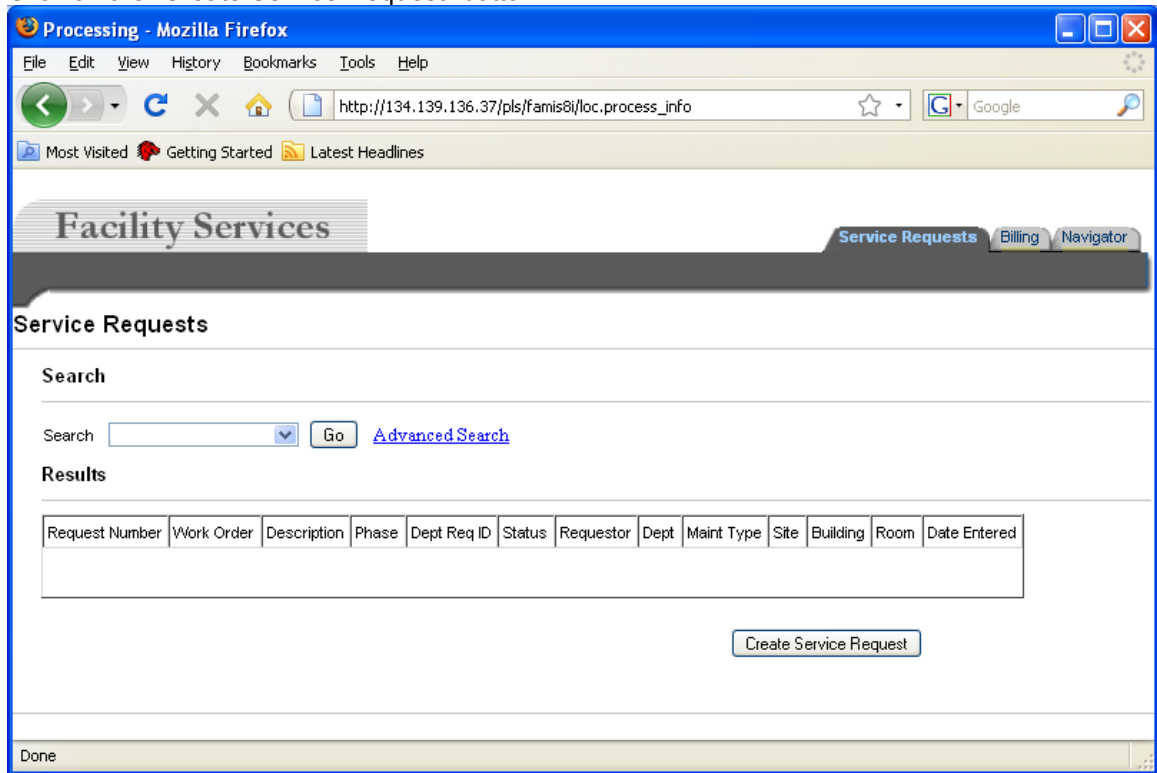 Processing - Mozilla Firefox
File Edit View History Bookmarks Tools Help
http://134.139.136.37/pls/famis8i/loc.process_info G Google
Most Visited Getting Started Latest Headlines
Facility Services
Service Requests Billing Navigator
Service Requests
Search
Search Go Advanced Search
Results
Request Number Work Order Description Phase Dept Req ID Status Requestor Dept Maint Type Site Building Room Date Entered
Create Service Request
Done